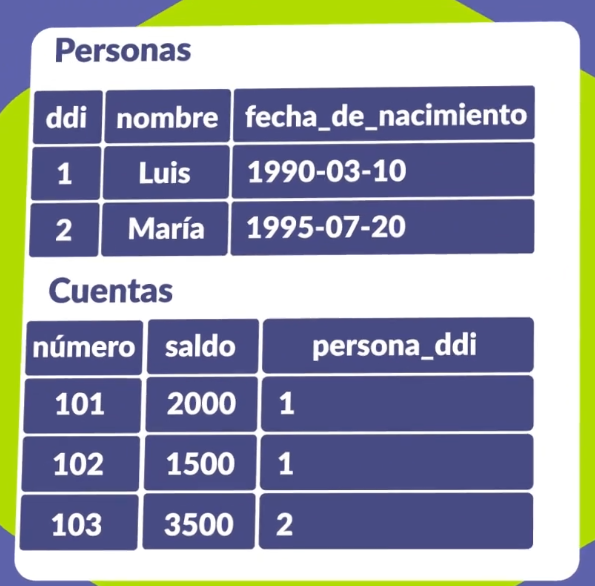 Personas
ddi nombre fecha_de_nacimiento
1 Luis 1990-03-10
2 María 1995-07-20
Cuentas
número saldo persona_ddi
101 2000 1
102 1500 1
103 3500 2